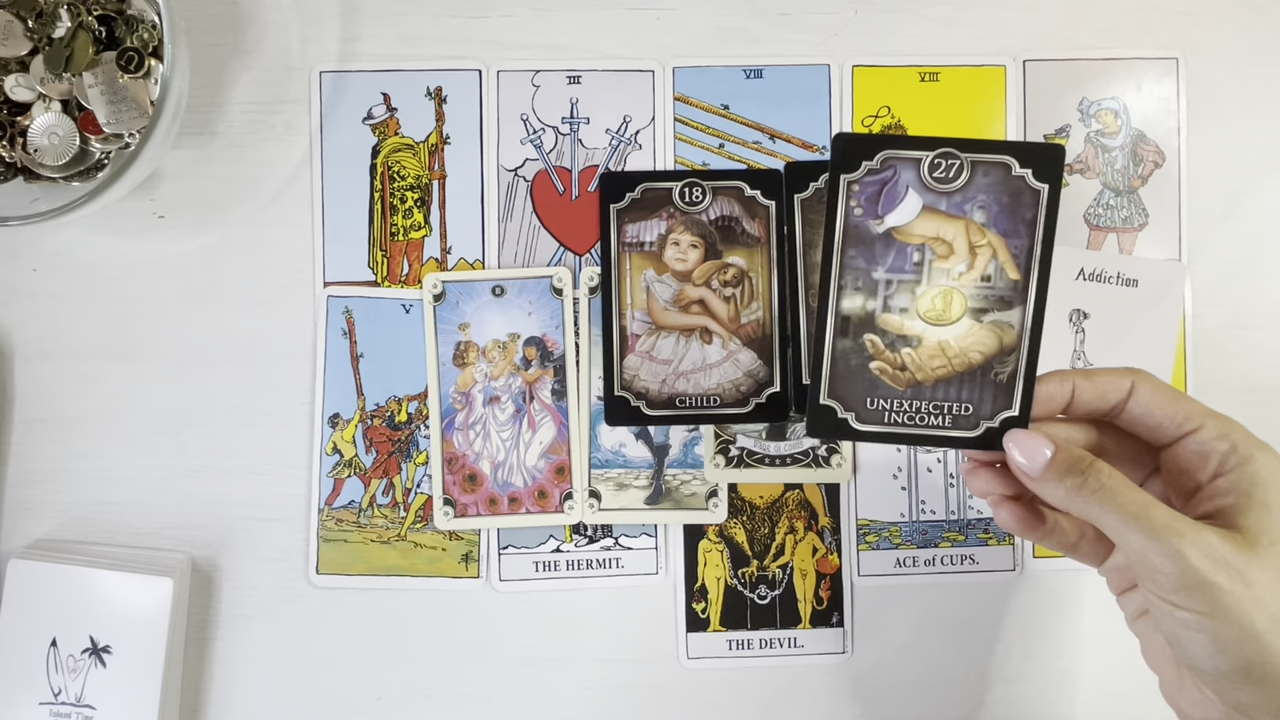 III
VIII
VIII
18
27
Addiction
V
II
CHILD
UNEXPECTED
INCOME
PAGE of COINS
THE HERMIT.
ACE of CUPS.
THE DEVIL.
Island Time